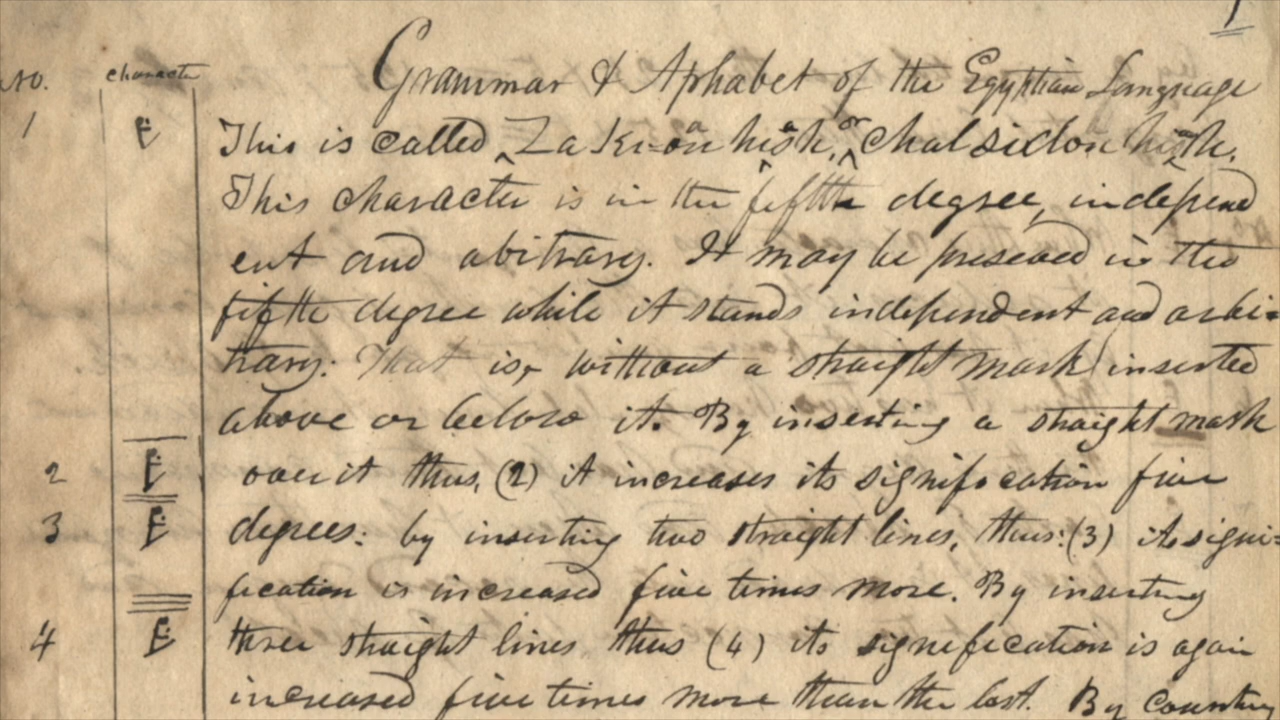 1
Grammar & Aphabet of the Egyptian Language
No. character
1 This is called Za Ki-on hish, or chalsidon hish.
This character is in the fifth degree, independ
ent and abitrary. It may be preseved in the
fifth degree while it stands independent and arbi=
trary: That is, without a straight mark inserted
above or below it. By inserting a straight mark
2 over it thus, (2) it increases its signification five
3 degrees: by inserting two straight lines, thus: (3) its signi=
fication is increased five times more. By inserting
4 three straight lines thus (4) its signification is again
increased five times more than the last. By counting